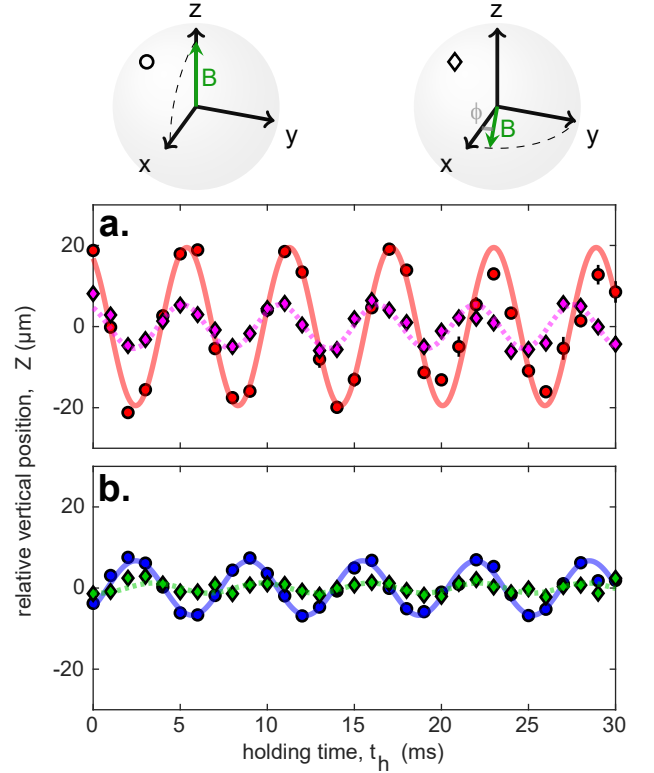 z z
B
ϕ B
y y
x x
a.
20
0
-20
b.
20
0
-20
relative vertical position, Z (μm)
0 5 10 15 20 25 30
holding time, t_h (ms)